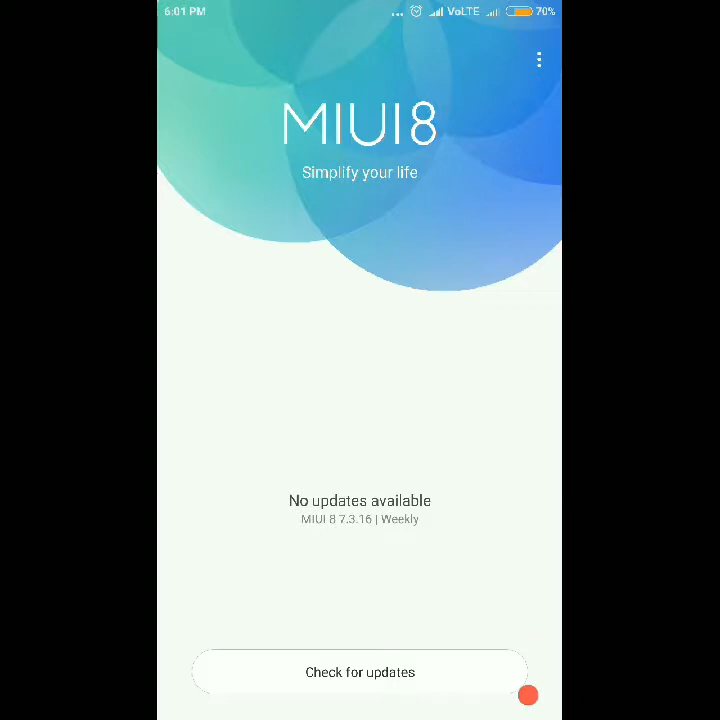 6:01 PM ... VoLTE 70%
MIUI8
Simplify your life
No updates available
MIUI 8 7.3.16 | Weekly
Check for updates